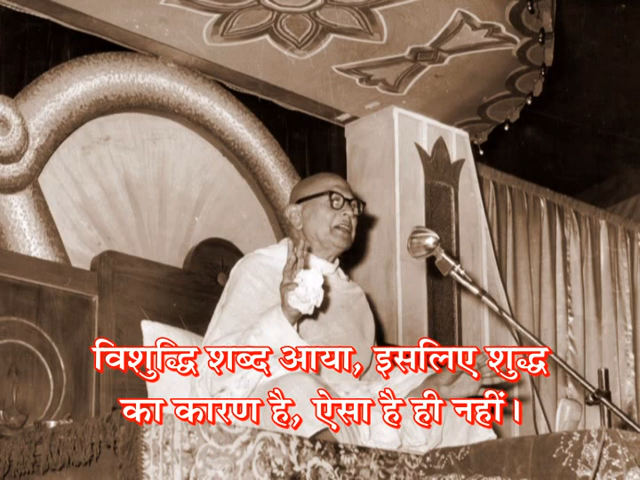 विशुद्धि शब्द आया, इसलिए शुद्ध
का कारण है, ऐसा है ही नहीं।